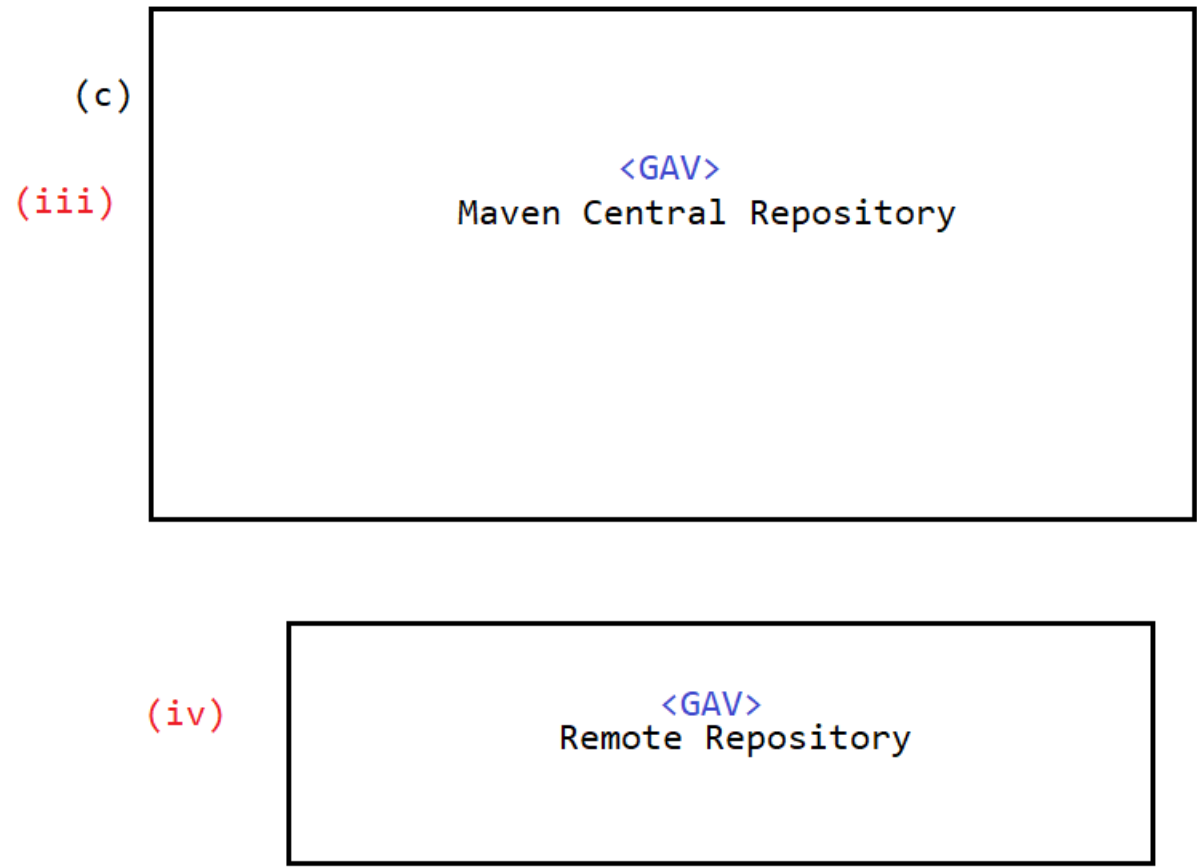 (c)
<GAV>
(iii)
Maven Central Repository
(iv)
<GAV>
Remote Repository